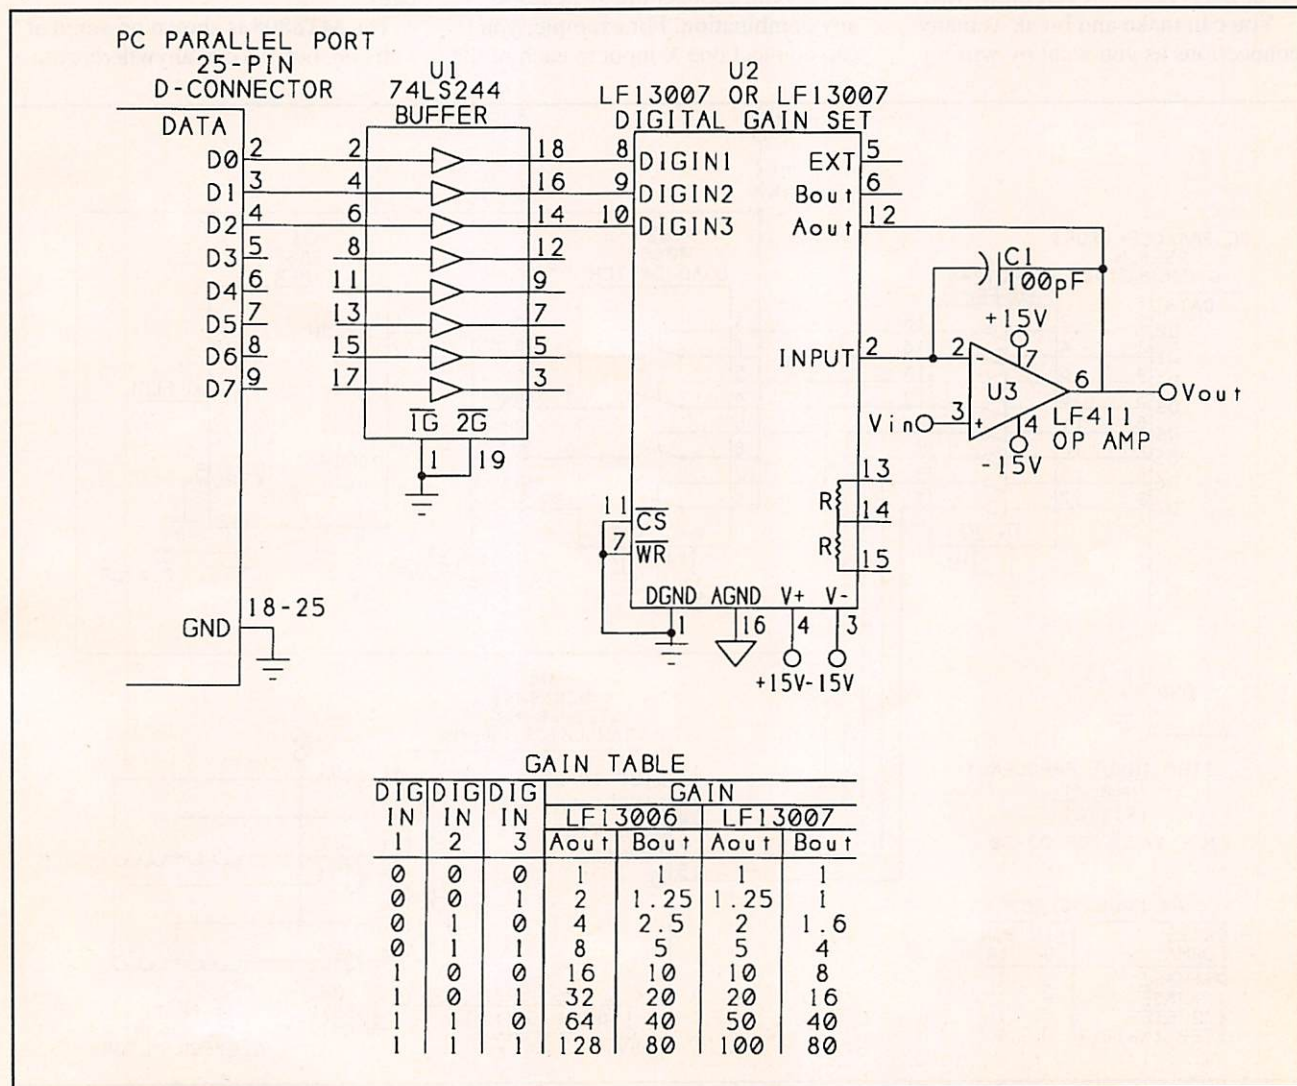 PC PARALLEL PORT
25-PIN
D-CONNECTOR
U1
74LS244
BUFFER
U2
LF13007 OR LF13007
DIGITAL GAIN SET
DATA
D0 2
D1 3
D2 4
D3 5
D4 6
D5 7
D6 8
D7 9
2 18
4 16
6 14
8 12
11 9
13 7
15 5
17 3
1G 2G
1 19
8 DIGIN1
9 DIGIN2
10 DIGIN3
EXT 5
Bout 6
Aout 12
C1
100pF
+15V
INPUT 2
2 - 7
U3 6
Vout
Vin 3 + 4
LF411
OP AMP
-15V
R 13
14
R 15
11 CS
7 WR
DGND AGND V+ V-
1 16 4 3
+15V -15V
GND 18-25
GAIN TABLE
DIG DIG DIG GAIN
IN IN IN LF13006 LF13007
1 2 3 Aout Bout Aout Bout
0 0 0 1 1 1 1
0 0 1 2 1.25 1.25 1
0 1 0 4 2.5 2 1.6
0 1 1 8 5 5 4
1 0 0 16 10 10 8
1 0 1 32 20 20 16
1 1 0 64 40 50 40
1 1 1 128 80 100 80